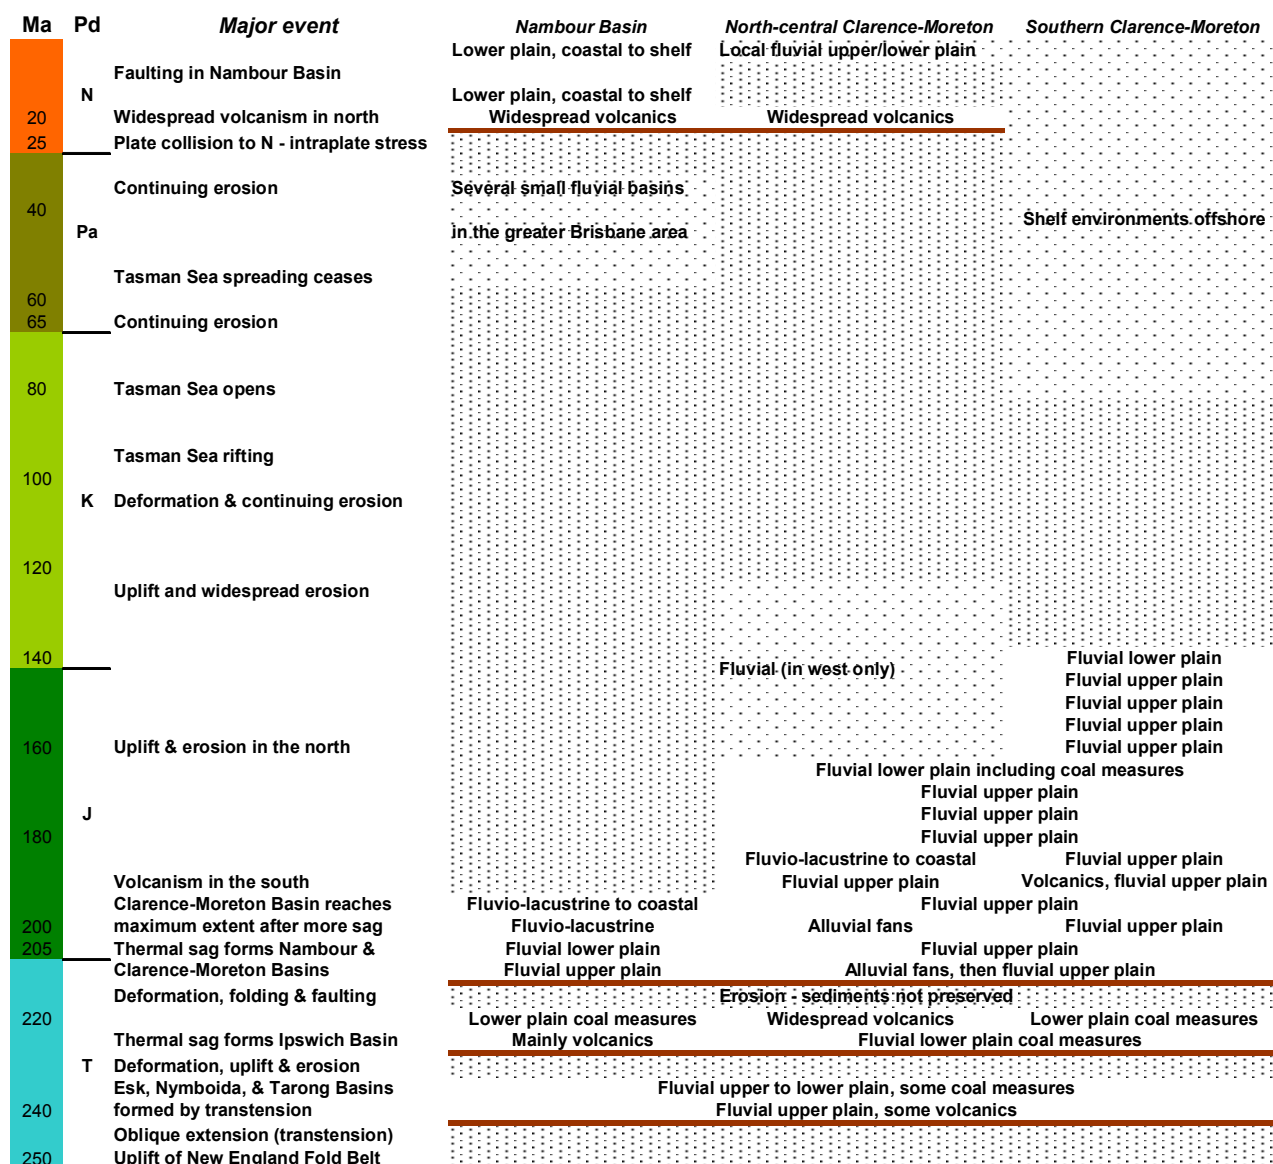 Ma Pd Major event Nambour Basin North-central Clarence-Moreton Southern Clarence-Moreton
Lower plain, coastal to shelf Local fluvial upper/lower plain
Faulting in Nambour Basin
N Lower plain, coastal to shelf
20 Widespread volcanism in north Widespread volcanics Widespread volcanics
25 Plate collision to N - intraplate stress
Continuing erosion Several small fluvial basins
40 Shelf environments offshore
Pa in the greater Brisbane area
Tasman Sea spreading ceases
60
65 Continuing erosion
80 Tasman Sea opens
Tasman Sea rifting
100
K Deformation & continuing erosion
120
Uplift and widespread erosion
140 Fluvial lower plain
Fluvial (in west only)
Fluvial upper plain
Fluvial upper plain
Fluvial upper plain
160 Uplift & erosion in the north Fluvial upper plain
Fluvial lower plain including coal measures
Fluvial upper plain
J Fluvial upper plain
180 Fluvial upper plain
Fluvio-lacustrine to coastal Fluvial upper plain
Volcanism in the south Fluvial upper plain Volcanics, fluvial upper plain
Clarence-Moreton Basin reaches Fluvio-lacustrine to coastal Fluvial upper plain
200 maximum extent after more sag Fluvio-lacustrine Alluvial fans Fluvial upper plain
205 Thermal sag forms Nambour & Fluvial lower plain Fluvial upper plain
Clarence-Moreton Basins Fluvial upper plain Alluvial fans, then fluvial upper plain
Deformation, folding & faulting Erosion - sediments not preserved
220 Lower plain coal measures Widespread volcanics Lower plain coal measures
Thermal sag forms Ipswich Basin Mainly volcanics Fluvial lower plain coal measures
T Deformation, uplift & erosion
Esk, Nymboida, & Tarong Basins Fluvial upper to lower plain, some coal measures
240 formed by transtension Fluvial upper plain, some volcanics
Oblique extension (transtension)
250 Uplift of New England Fold Belt